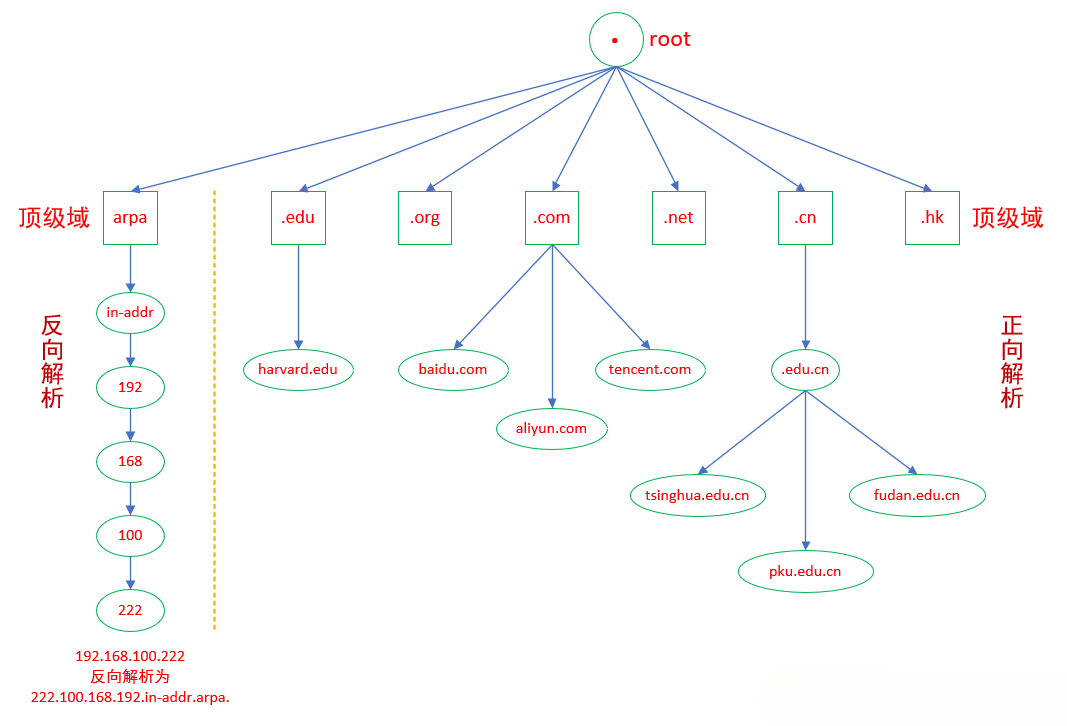 . root
顶级域 arpa .edu .org .com .net .cn .hk 顶级域
in-addr
反向解析
正向解析
harvard.edu baidu.com tencent.com .edu.cn
192
aliyun.com
168
tsinghua.edu.cn fudan.edu.cn
100
pku.edu.cn
222
192.168.100.222
反向解析为
222.100.168.192.in-addr.arpa.